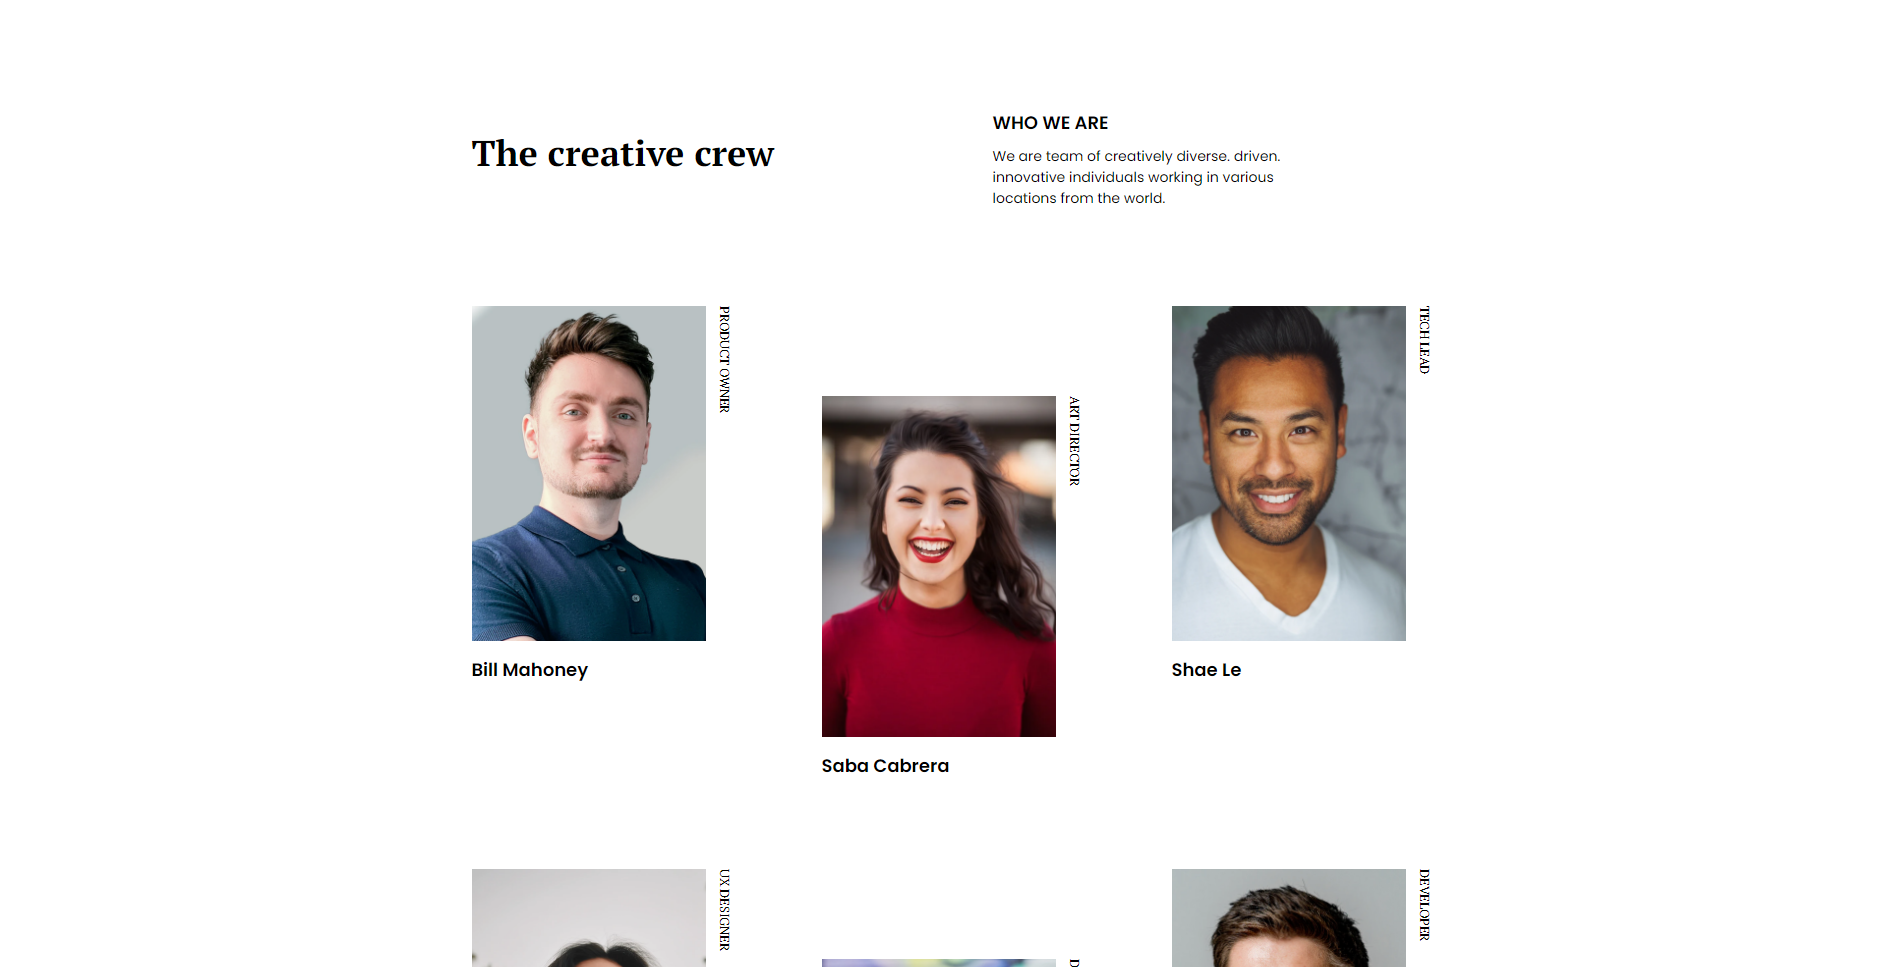 The creative crew
WHO WE ARE
We are team of creatively diverse. driven.
innovative individuals working in various
locations from the world.
PRODUCT OWNER
Bill Mahoney
ART DIRECTOR
Saba Cabrera
TECH LEAD
Shae Le
UX DESIGNER
DEVELOPER